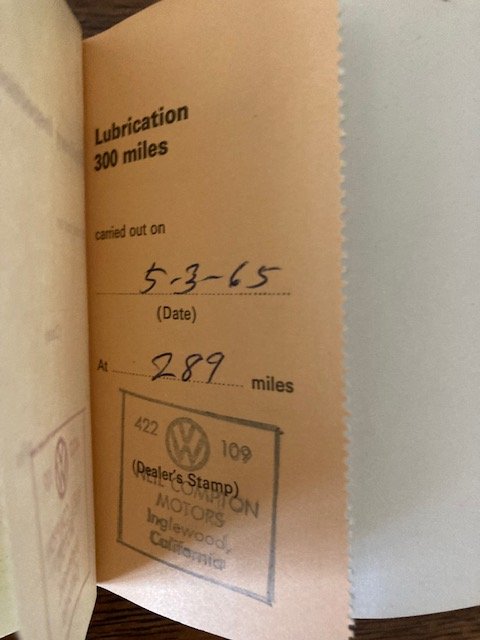 Lubrication
300 miles
carried out on
5-3-65
(Date)
At 289 miles
422 VW 109
(Dealer's Stamp)
COMPTON
MOTORS
Inglewood,
California